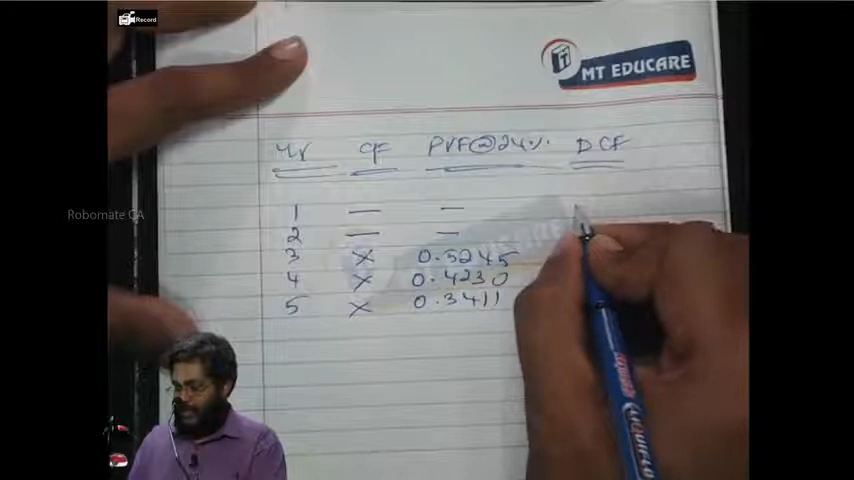 Record
MT EDUCARE
Yr CF PVF@24%. DCF
1 — —
Robomate CA
2 — —
3 X 0.5245
4 X 0.4230
5 X 0.3411